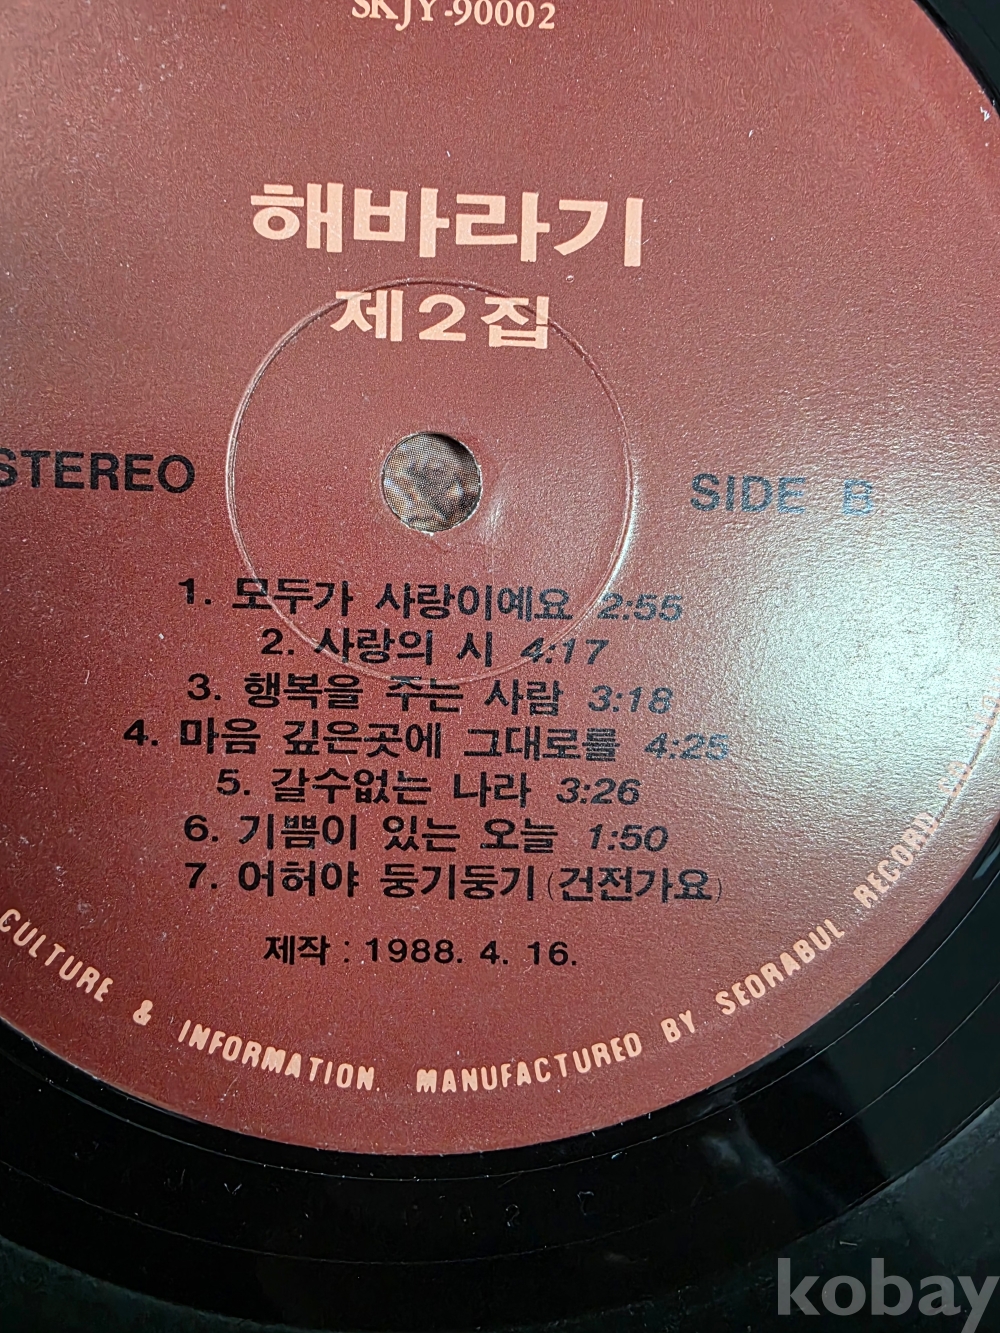 SKJY-90002
해바라기
제2집
STEREO
SIDE B
1. 모두가 사랑이예요 2:55
2. 사랑의 시 4:17
3. 행복을 주는 사람 3:18
4. 마음 깊은곳에 그대로를 4:25
5. 갈수없는 나라 3:26
6. 기쁨이 있는 오늘 1:50
7. 어허야 둥기둥기 (건전가요)
제작 : 1988. 4. 16.
CULTURE & INFORMATION. MANUFACTURED BY SEORABUL RECORD CO.
kobay